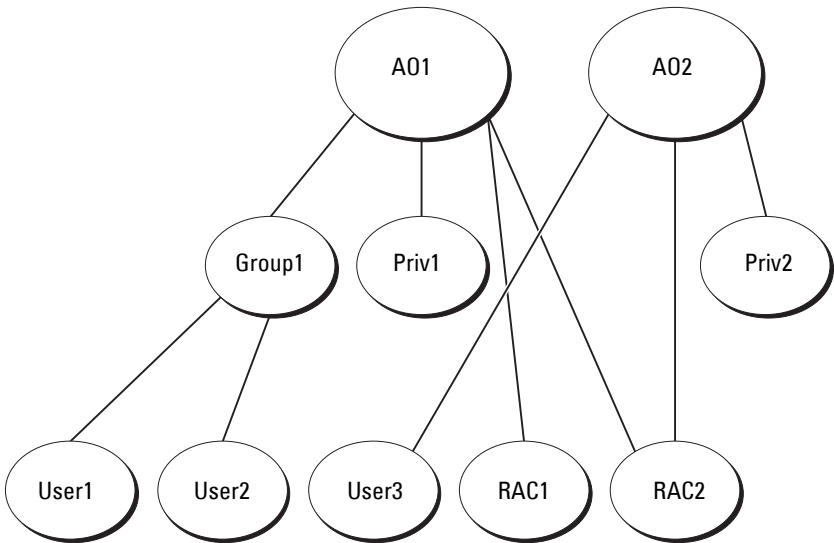 AO1
AO2
Group1
Priv1
Priv2
User1
User2
User3
RAC1
RAC2